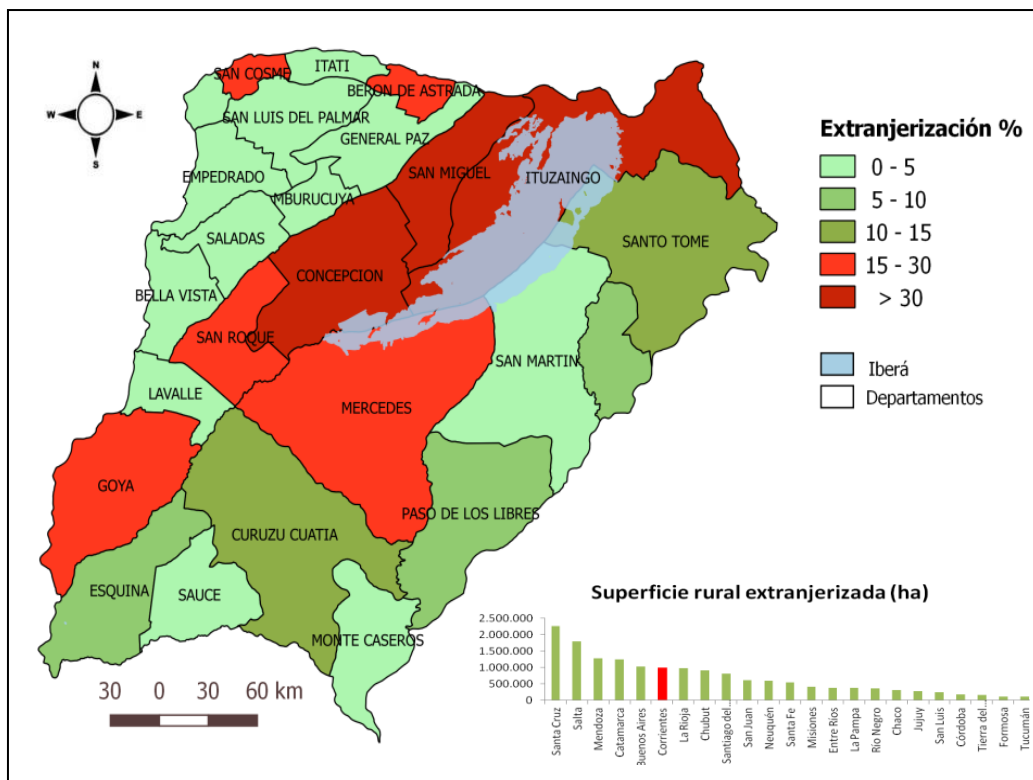 N
W E
S
SAN COSME
ITATI
BERON DE ASTRADA
SAN LUIS DEL PALMAR
GENERAL PAZ
EMPEDRADO
MBURUCUYA
SAN MIGUEL
ITUZAINGO
SALADAS
SANTO TOME
CONCEPCION
BELLA VISTA
SAN ROQUE
SAN MARTIN
LAVALLE
MERCEDES
GOYA
PASO DE LOS LIBRES
CURUZU CUATIA
ESQUINA
SAUCE
MONTE CASEROS
30 0 30 60 km
Extranjerización %
0 - 5
5 - 10
10 - 15
15 - 30
> 30
Iberá
Departamentos
Superficie rural extranjerizada (ha)
2.500.000
2.000.000
1.500.000
1.000.000
500.000
0
Santa Cruz
Salta
Mendoza
Catamarca
Buenos Aires
Corrientes
La Rioja
Chubut
Santiago del...
San Juan
Neuquén
Santa Fe
Misiones
Entre Rios
La Pampa
Río Negro
Chaco
Jujuy
San Luis
Córdoba
Tierra del...
Formosa
Tucumán